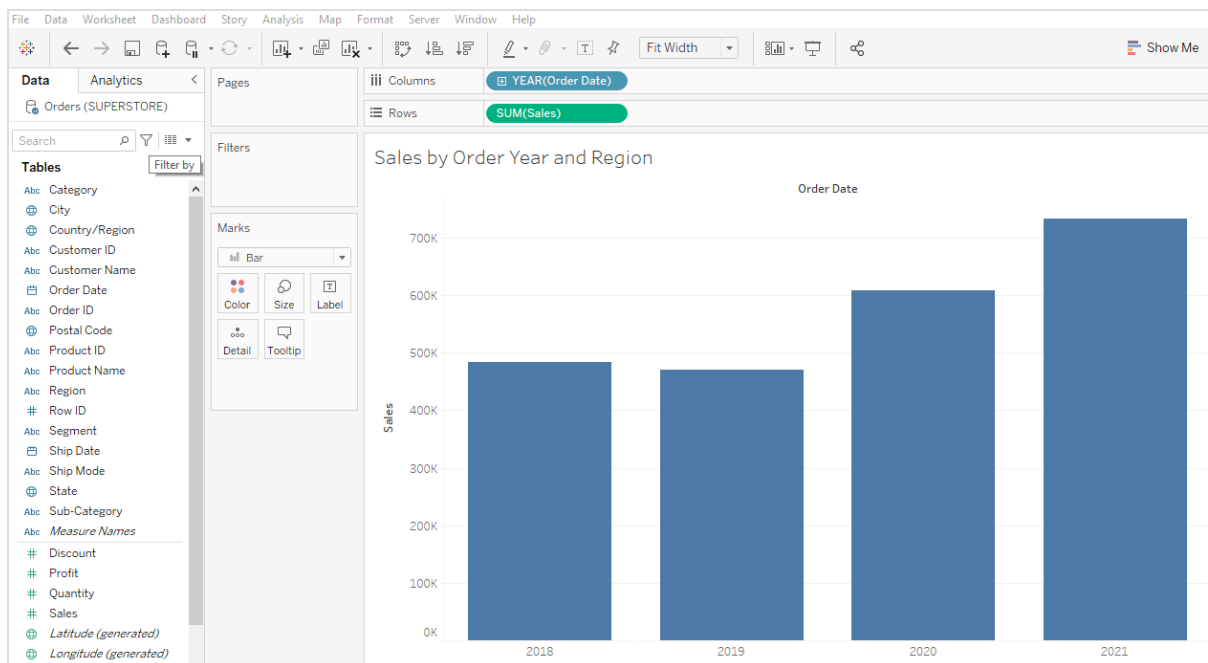 File Data Worksheet Dashboard Story Analysis Map Format Server Window Help
Fit Width
Show Me
Data Analytics
Orders (SUPERSTORE)
Search
Filter by
Tables
Abc Category
City
Country/Region
Abc Customer ID
Abc Customer Name
Order Date
Abc Order ID
Postal Code
Abc Product ID
Abc Product Name
Abc Region
# Row ID
Abc Segment
Ship Date
Abc Ship Mode
State
Abc Sub-Category
Abc Measure Names
# Discount
# Profit
# Quantity
# Sales
Latitude (generated)
Longitude (generated)
Pages
Filters
Marks
Bar
Color Size T Label
Detail Tooltip
Columns YEAR(Order Date)
Rows SUM(Sales)
Sales by Order Year and Region
Order Date
Sales
700K
600K
500K
400K
300K
200K
100K
0K
2018 2019 2020 2021